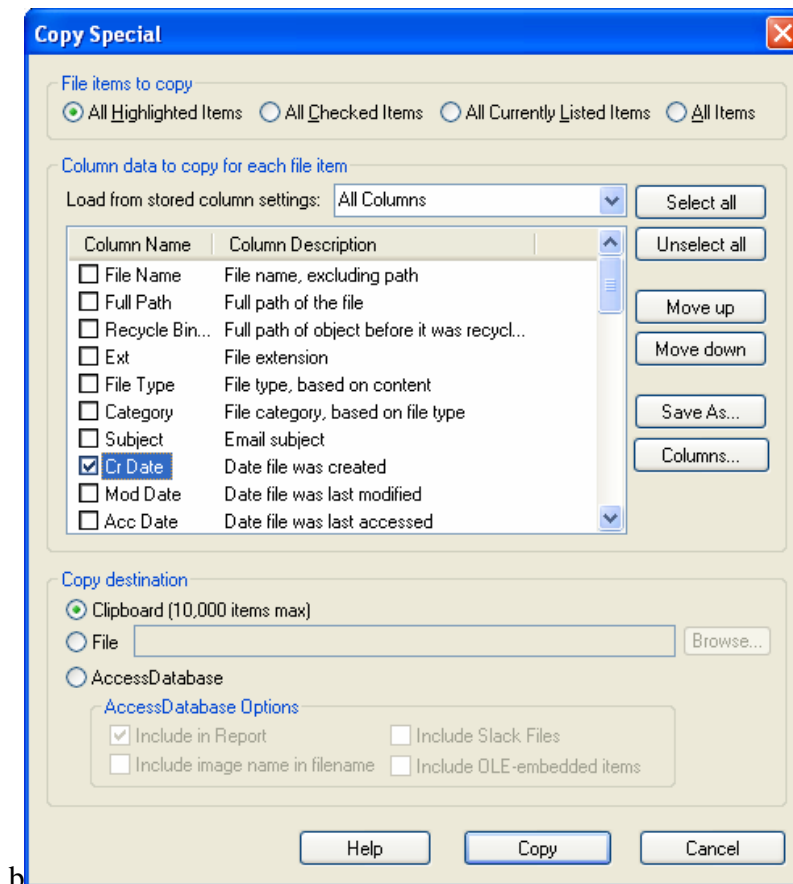 Copy Special
File items to copy
All Highlighted Items All Checked Items All Currently Listed Items All Items
Column data to copy for each file item
Load from stored column settings: All Columns Select all
Column Name Column Description Unselect all
File Name File name, excluding path
Full Path Full path of the file Move up
Recycle Bin... Full path of object before it was recycl...
Ext File extension Move down
File Type File type, based on content
Category File category, based on file type Save As...
Subject Email subject
Cr Date Date file was created Columns...
Mod Date Date file was last modified
Acc Date Date file was last accessed
Copy destination
Clipboard (10,000 items max)
File Browse...
AccessDatabase
AccessDatabase Options
Include in Report Include Slack Files
Include image name in filename Include OLE-embedded items
Help Copy Cancel
b